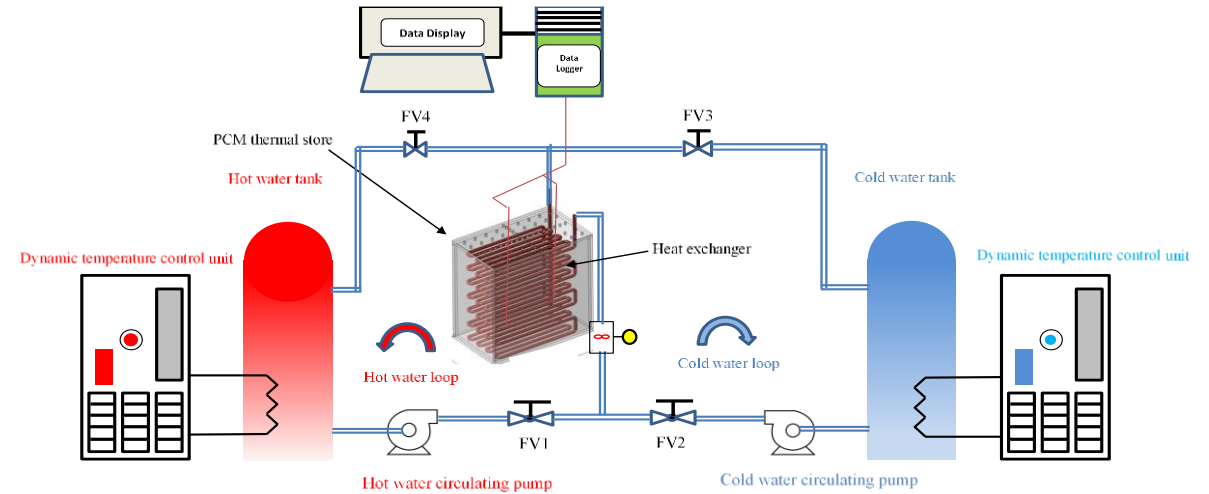 Data Display
Data
Logger
FV4
FV3
PCM thermal store
Hot water tank
Cold water tank
Heat exchanger
Dynamic temperature control unit
Dynamic temperature control unit
Hot water loop
Cold water loop
FV1
FV2
Hot water circulating pump
Cold water circulating pump